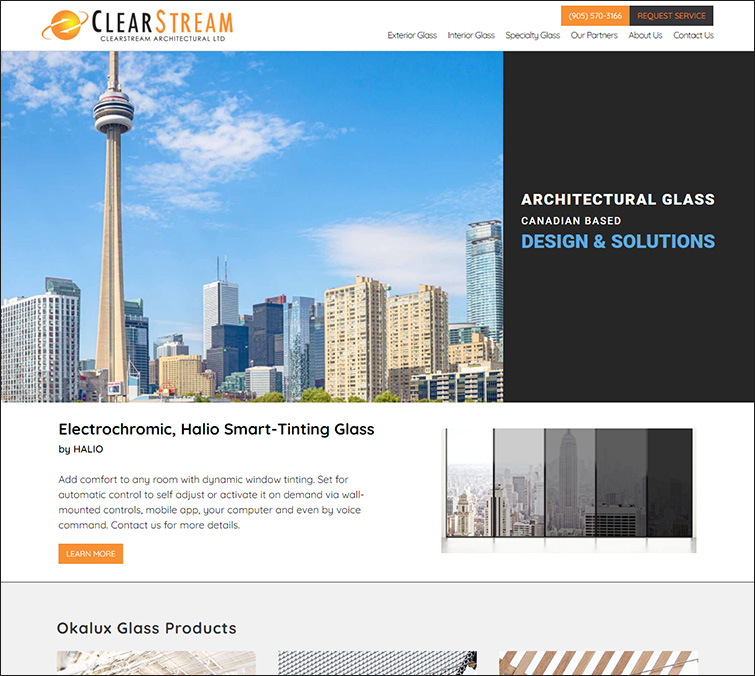 CLEARSTREAM
CLEARSTREAM ARCHITECTURAL LTD
(905) 570-3166 REQUEST SERVICE
Exterior Glass Interior Glass Specialty Glass Our Partners About Us Contact Us
ARCHITECTURAL GLASS
CANADIAN BASED
DESIGN & SOLUTIONS
Electrochromic, Halio Smart-Tinting Glass
by HALIO
Add comfort to any room with dynamic window tinting. Set for
automatic control to self adjust or activate it on demand via wall-
mounted controls, mobile app, your computer and even by voice
command. Contact us for more details.
LEARN MORE
Okalux Glass Products